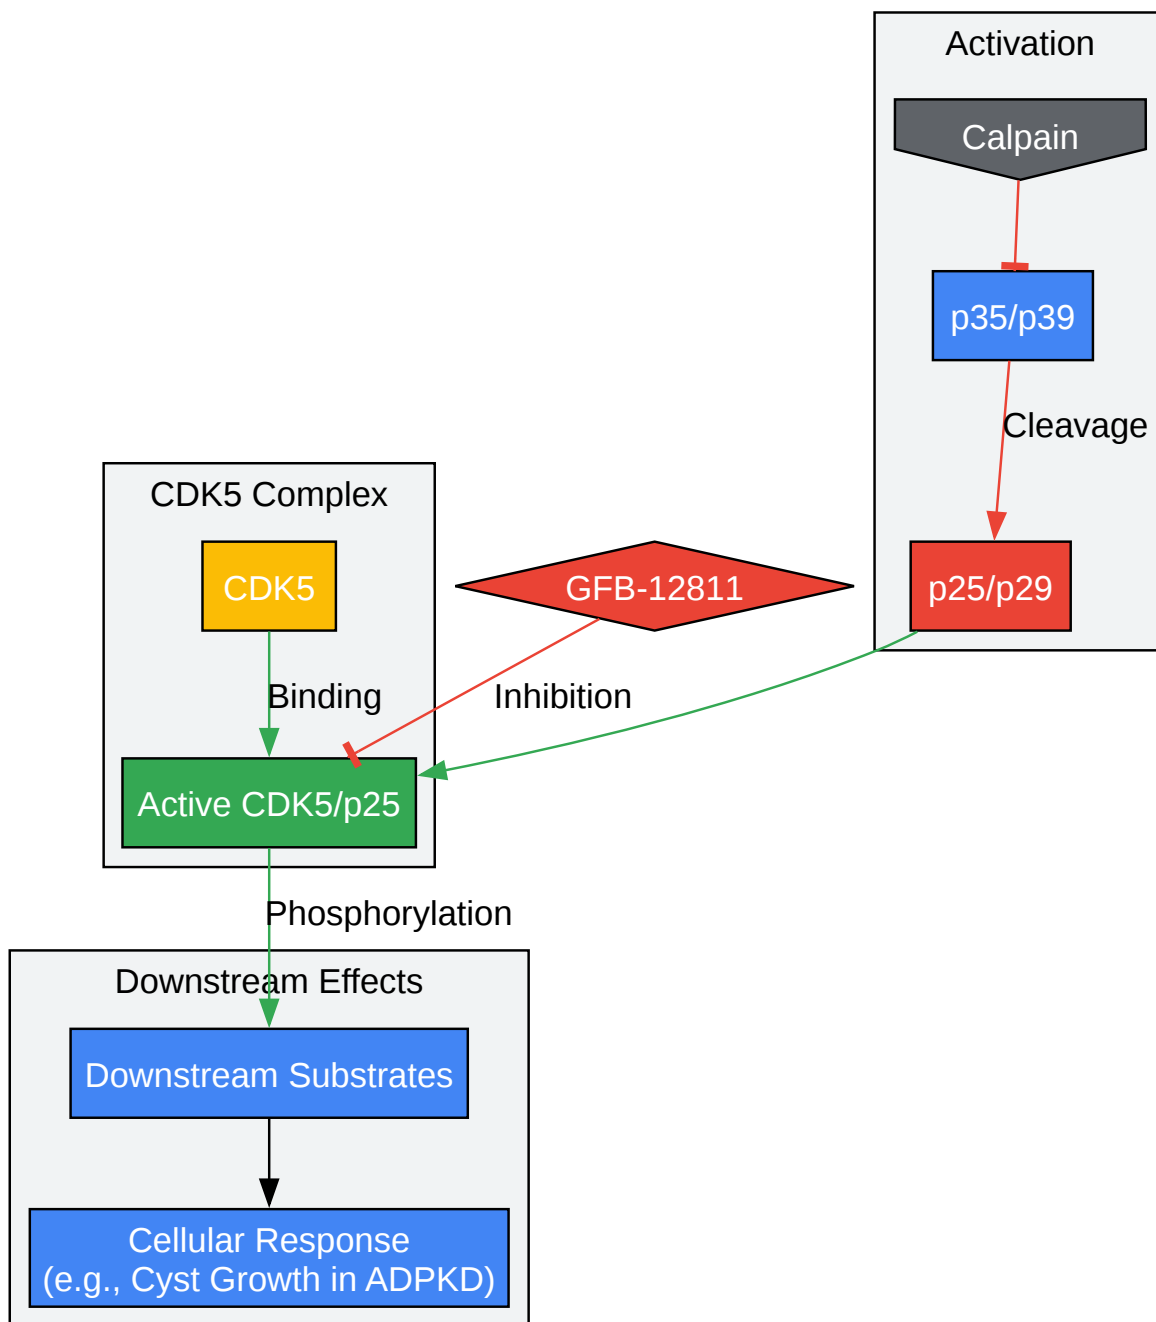 Activation
Calpain
p35/p39
Cleavage
CDK5 Complex
CDK5
GFB-12811
p25/p29
Binding
Inhibition
Active CDK5/p25
Phosphorylation
Downstream Effects
Downstream Substrates
Cellular Response
(e.g., Cyst Growth in ADPKD)